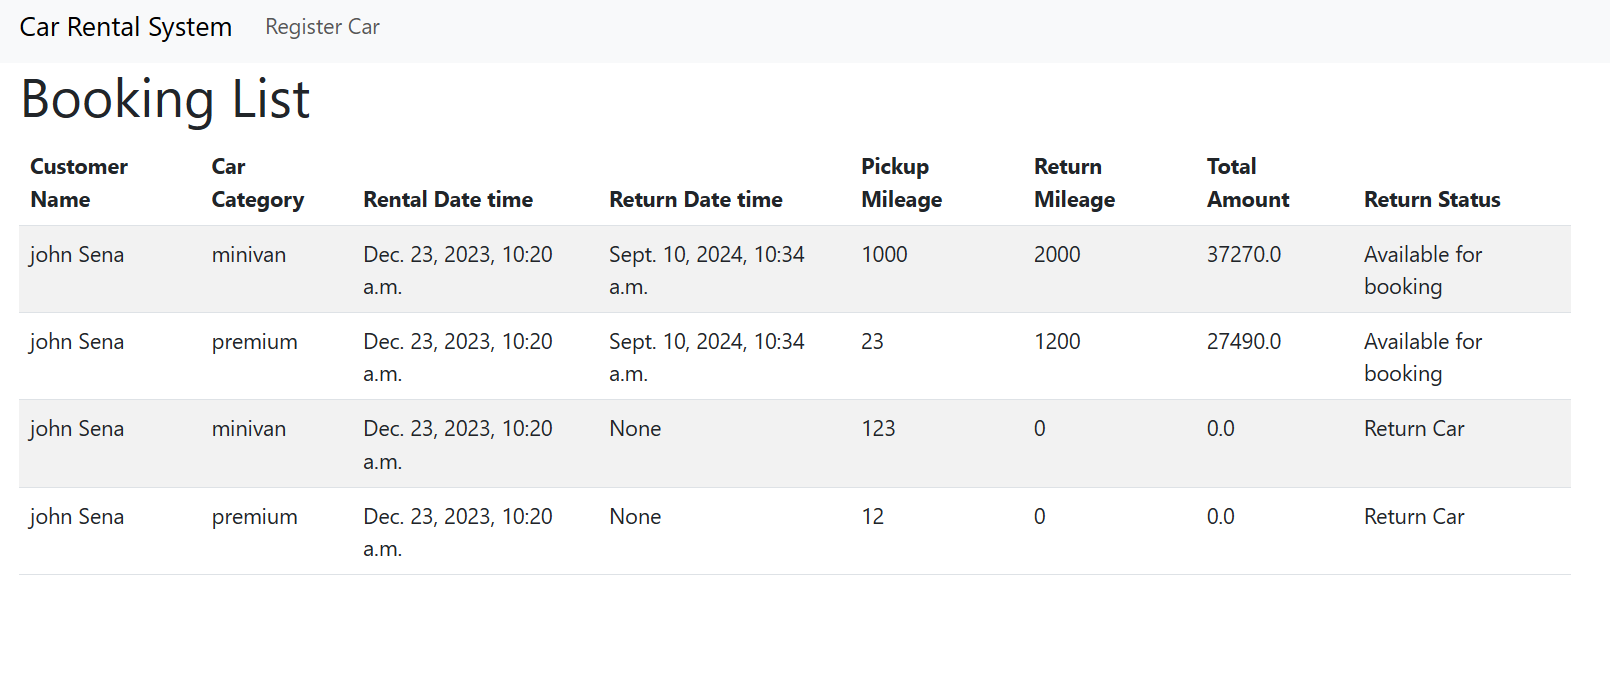 Car Rental System Register Car
Booking List
Customer Name Car Category Rental Date time Return Date time Pickup Mileage Return Mileage Total Amount Return Status
john Sena minivan Dec. 23, 2023, 10:20 a.m. Sept. 10, 2024, 10:34 a.m. 1000 2000 37270.0 Available for booking
john Sena premium Dec. 23, 2023, 10:20 a.m. Sept. 10, 2024, 10:34 a.m. 23 1200 27490.0 Available for booking
john Sena minivan Dec. 23, 2023, 10:20 a.m. None 123 0 0.0 Return Car
john Sena premium Dec. 23, 2023, 10:20 a.m. None 12 0 0.0 Return Car